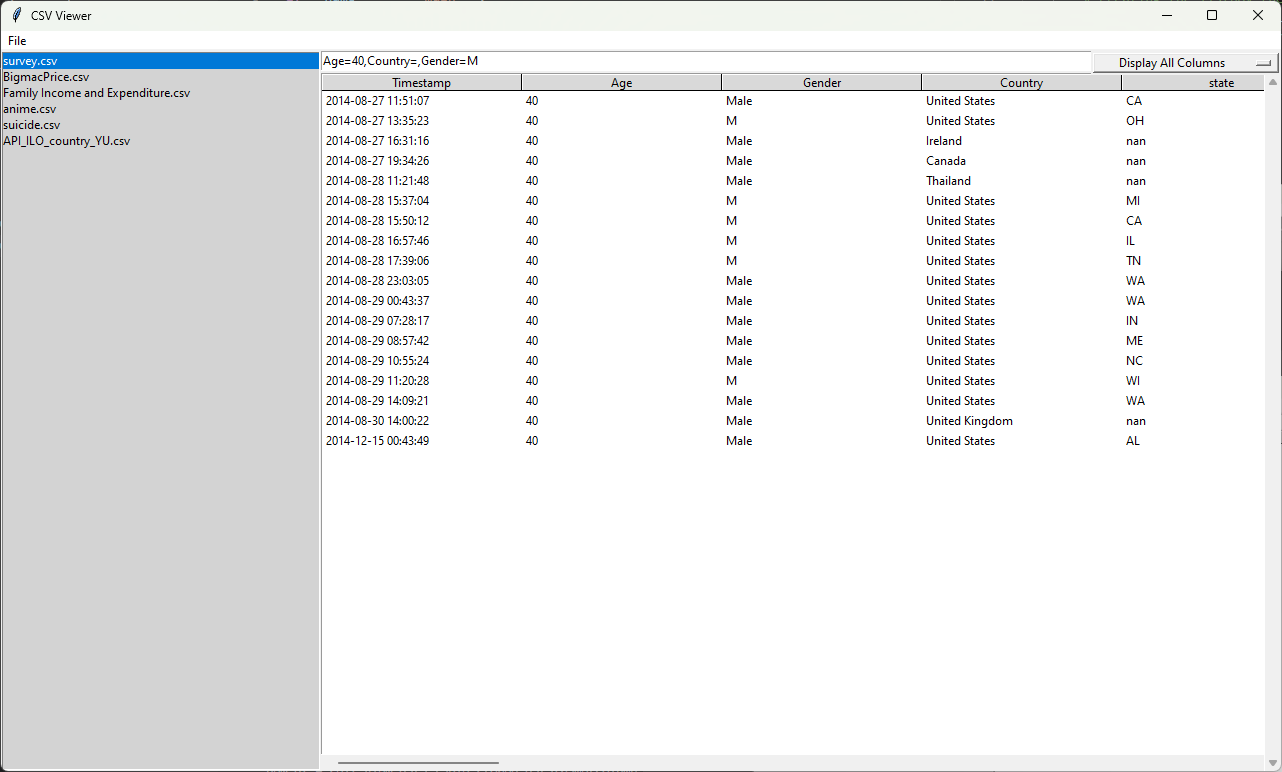 CSV Viewer
File
survey.csv
BigmacPrice.csv
Family Income and Expenditure.csv
anime.csv
suicide.csv
API_ILO_country_YU.csv
Age=40,Country=,Gender=M
Display All Columns
Timestamp Age Gender Country state
2014-08-27 11:51:07 40 Male United States CA
2014-08-27 13:35:23 40 M United States OH
2014-08-27 16:31:16 40 Male Ireland nan
2014-08-27 19:34:26 40 Male Canada nan
2014-08-28 11:21:48 40 Male Thailand nan
2014-08-28 15:37:04 40 M United States MI
2014-08-28 15:50:12 40 M United States CA
2014-08-28 16:57:46 40 M United States IL
2014-08-28 17:39:06 40 M United States TN
2014-08-28 23:03:05 40 Male United States WA
2014-08-29 00:43:37 40 Male United States WA
2014-08-29 07:28:17 40 Male United States IN
2014-08-29 08:57:42 40 Male United States ME
2014-08-29 10:55:24 40 Male United States NC
2014-08-29 11:20:28 40 M United States WI
2014-08-29 14:09:21 40 Male United States WA
2014-08-30 14:00:22 40 Male United Kingdom nan
2014-12-15 00:43:49 40 Male United States AL